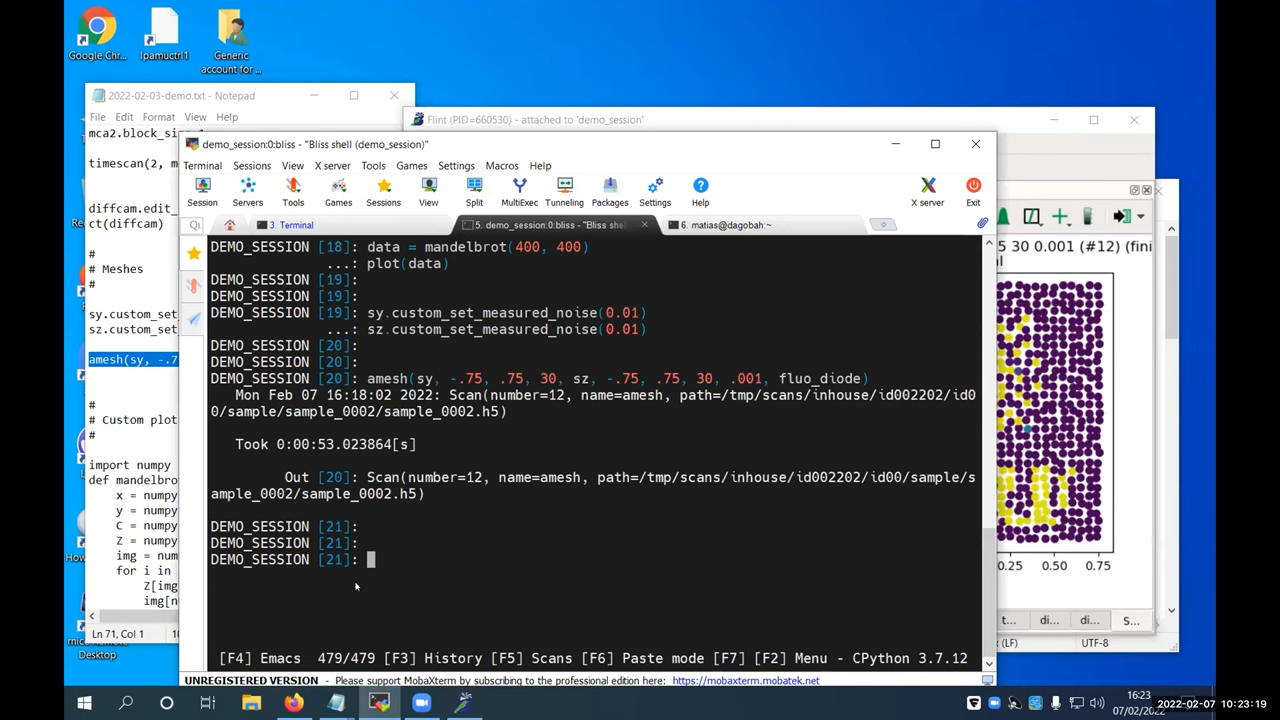 Google Chr...
lpamuctrl1
Generic
account for ...
2022-02-03-demo.txt - Notepad
File Edit Format View Help
mca2.block_si
timescan(2, m
diffcam.edit_
ct(diffcam)
#
# Meshes
#
sy.custom_set
sz.custom_set
amesh(sy, -.7
#
# Custom plot
#
import numpy
def mandelbro
x = numpy
y = numpy
C = numpy
Z = numpy
img = num
for i in
Z[img
img[n
Ln 71, Col 1
Desktop
Flint (PID=660530) - attached to 'demo_session'
demo_session:0:bliss - "Bliss shell (demo_session)"
Terminal Sessions View X server Tools Games Settings Macros Help
Session Servers Tools Games Sessions View Split MultiExec Tunneling Packages Settings Help X server Exit
3. Terminal
5. demo_session:0:bliss - "Bliss she
6. matias@dagobah:~
DEMO_SESSION [18]: data = mandelbrot(400, 400)
...: plot(data)
DEMO_SESSION [19]:
DEMO_SESSION [19]:
DEMO_SESSION [19]: sy.custom_set_measured_noise(0.01)
...: sz.custom_set_measured_noise(0.01)
DEMO_SESSION [20]:
DEMO_SESSION [20]:
DEMO_SESSION [20]: amesh(sy, -.75, .75, 30, sz, -.75, .75, 30, .001, fluo_diode)
Mon Feb 07 16:18:02 2022: Scan(number=12, name=amesh, path=/tmp/scans/inhouse/id002202/id0
0/sample/sample_0002/sample_0002.h5)
Took 0:00:53.023864[s]
Out [20]: Scan(number=12, name=amesh, path=/tmp/scans/inhouse/id002202/id00/sample/s
ample_0002/sample_0002.h5)
DEMO_SESSION [21]:
DEMO_SESSION [21]:
DEMO_SESSION [21]:
[F4] Emacs 479/479 [F3] History [F5] Scans [F6] Paste mode [F7] [F2] Menu - CPython 3.7.12
UNREGISTERED VERSION - Please support MobaXterm by subscribing to the professional edition here: https://mobaxterm.mobatek.net
5 30 0.001 (#12) (fini
al
0.25 0.50 0.75
t... di... di... S...
(LF) UTF-8
16:23
07/02/2022
2022-02-07 10:23:19